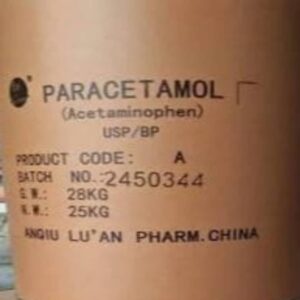 PARACETAMOL
(Acetaminophen)
USP/BP
PRODUCT CODE: A
BATCH NO.:2450344
G.W.: 28KG
N.W.: 25KG
ANQIU LU'AN PHARM.CHINA